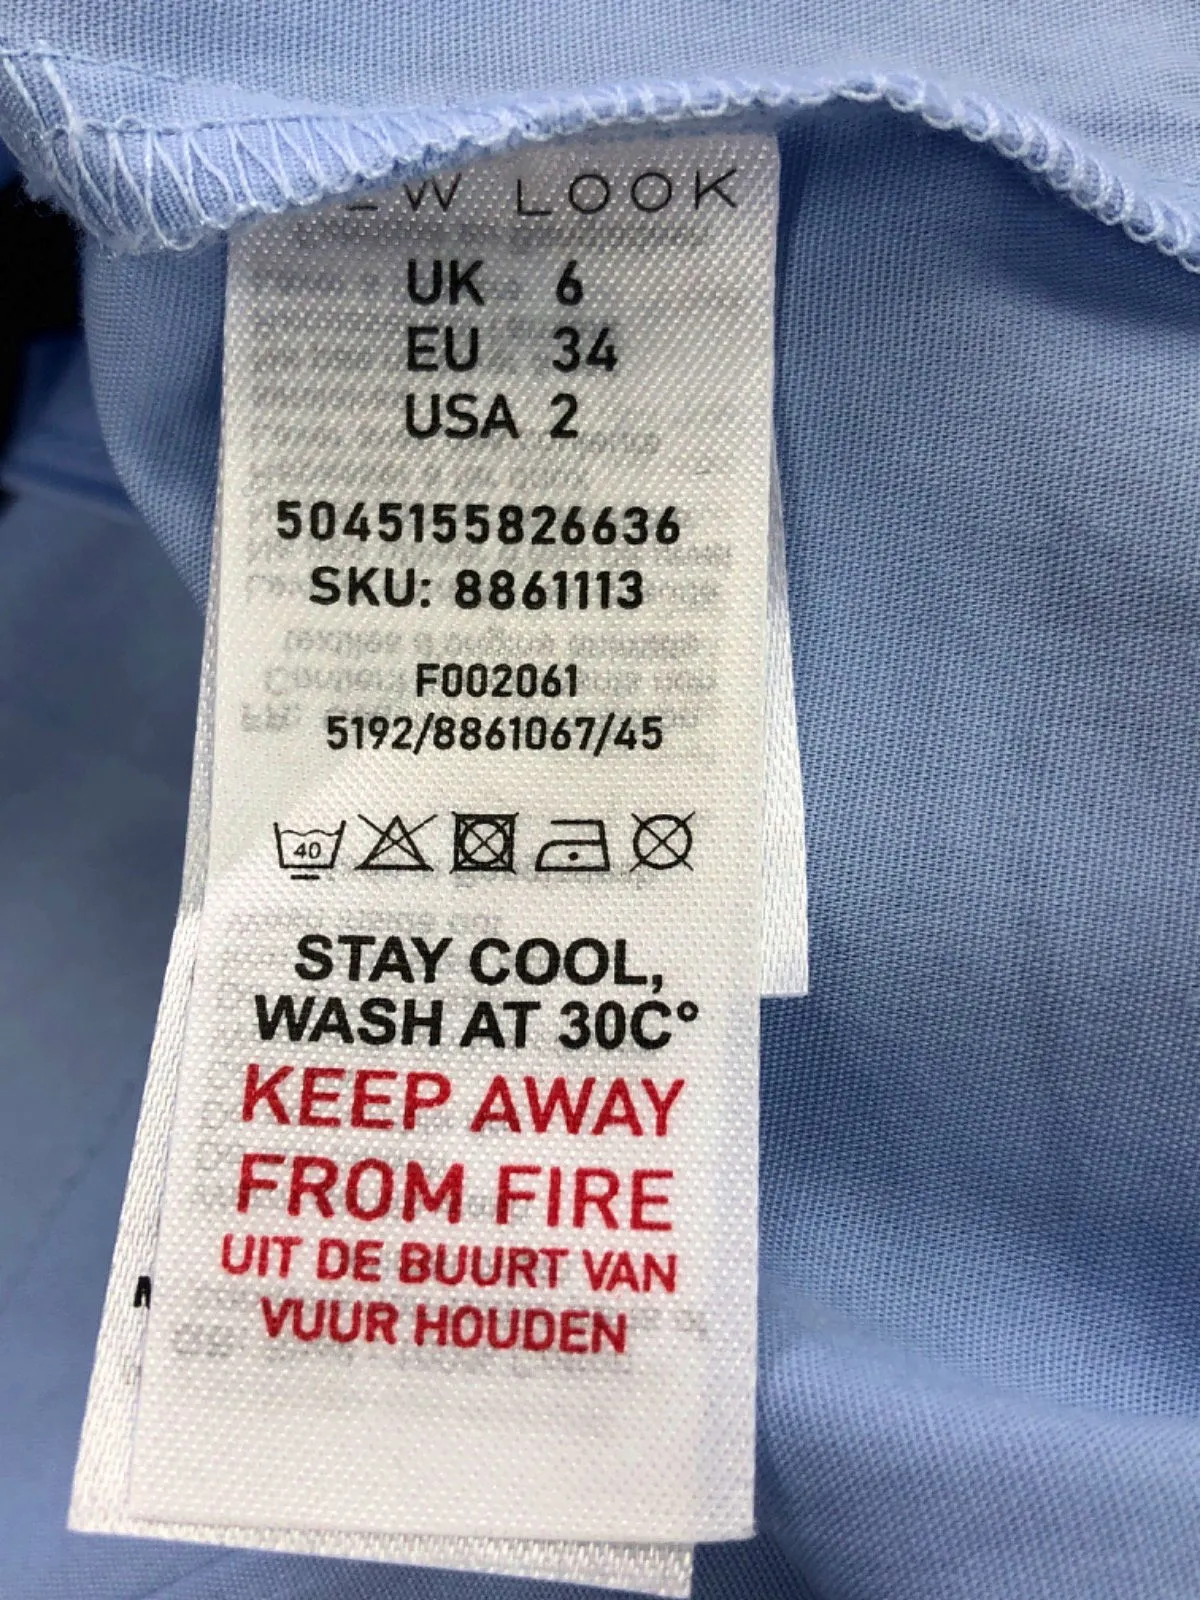 LOOK
UK 6
EU 34
USA 2
5045155826636
SKU: 8861113
F002061
5192/8861067/45
40
STAY COOL,
WASH AT 30C°
KEEP AWAY
FROM FIRE
UIT DE BUURT VAN
VUUR HOUDEN